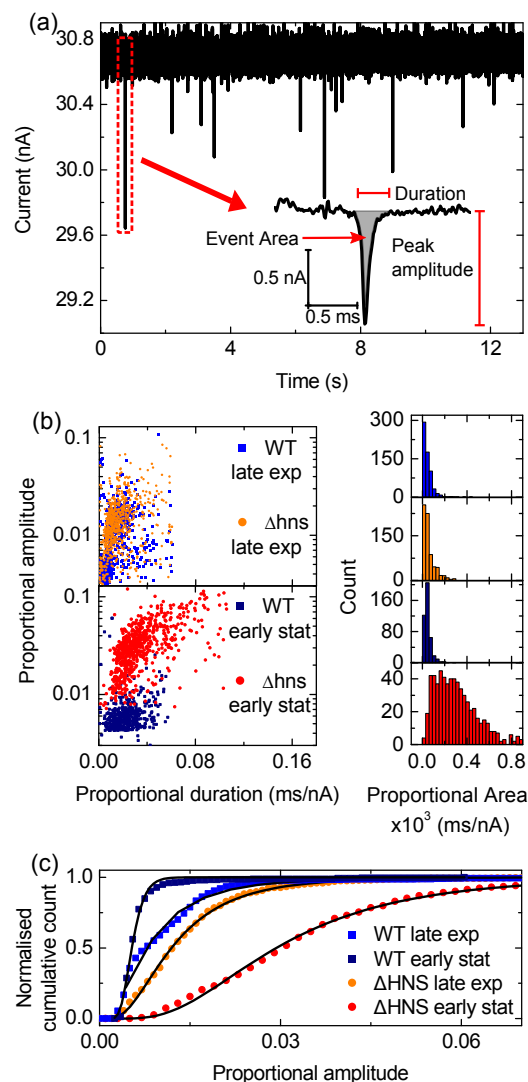 (a)
30.8
30.4
30.0
29.6
29.2
Current (nA)
Duration
Event Area
Peak
amplitude
0.5 nA
0.5 ms
0 4 8 12
Time (s)
(b)
0.1
0.01
0.1
0.01
Proportional amplitude
WT
late exp
Δhns
late exp
WT
early stat
Δhns
early stat
0.00 0.08 0.16
Proportional duration (ms/nA)
300
150
0
150
0
150
0
40
20
0
Count
0.0 0.4 0.8
Proportional Area
x10³ (ms/nA)
(c)
1.0
0.5
0.0
Normalised
cumulative count
WT late exp
WT early stat
ΔHNS late exp
ΔHNS early stat
0.00 0.03 0.06
Proportional amplitude